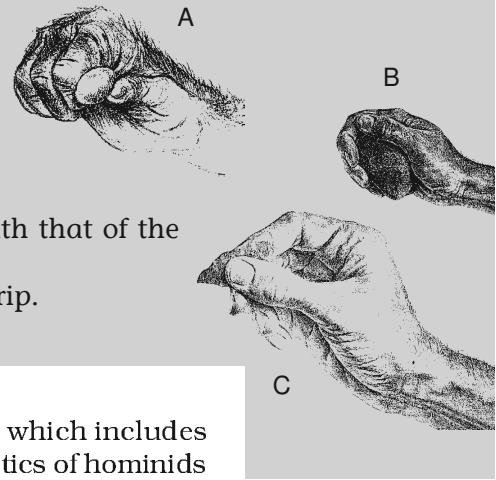 A
B
th that of the
rip.
C
which includes
tics of hominids